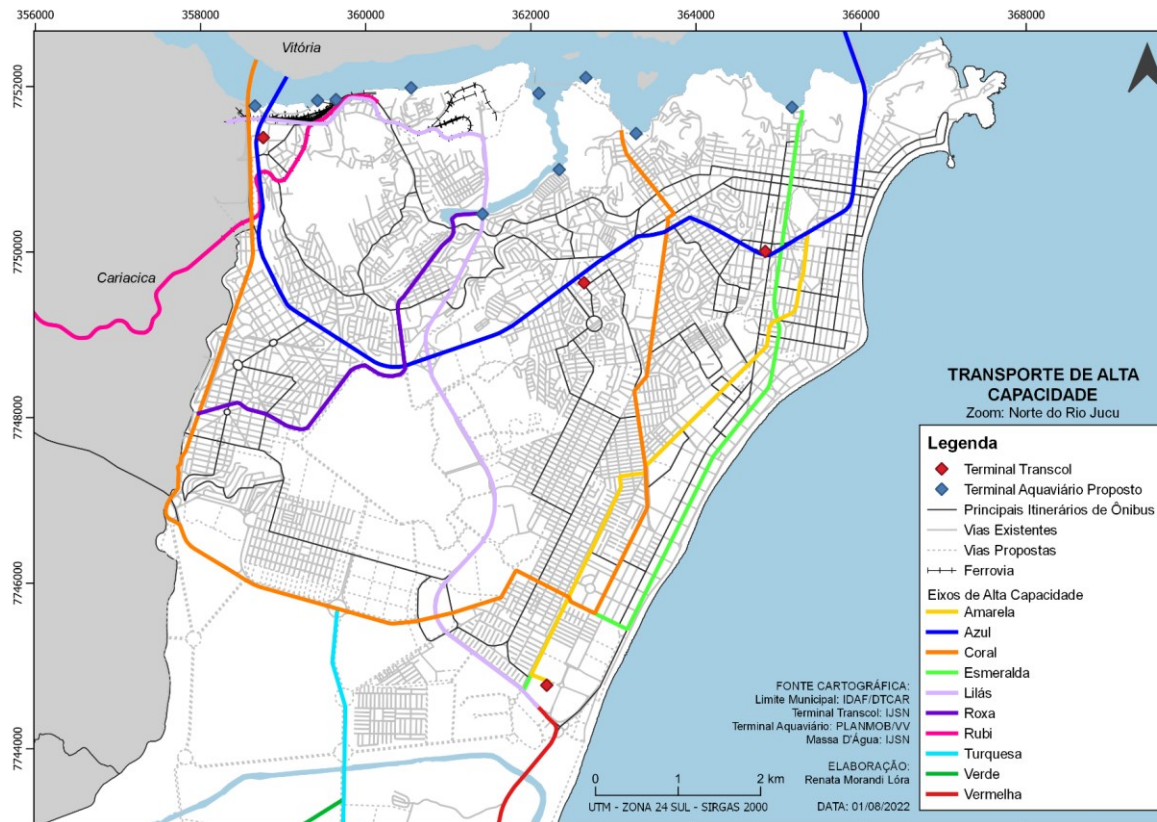 356000 358000 360000 362000 364000 366000 368000
Vitória
7752000
7750000
Cariacica
7748000
7746000
7744000
TRANSPORTE DE ALTA
CAPACIDADE
Zoom: Norte do Rio Jucu
Legenda
Terminal Transcol
Terminal Aquaviário Proposto
Principais Itinerários de Ônibus
Vias Existentes
Vias Propostas
Ferrovia
Eixos de Alta Capacidade
Amarela
Azul
Coral
Esmeralda
Lilás
Roxa
Rubi
Turquesa
Verde
Vermelha
FONTE CARTOGRÁFICA:
Limite Municipal: IDAF/DTCAR
Terminal Transcol: IJSN
Terminal Aquaviário: PLANMOB/VV
Massa D'Água: IJSN
ELABORAÇÃO:
Renata Morandi Lóra
0 1 2 km
UTM - ZONA 24 SUL - SIRGAS 2000
DATA: 01/08/2022